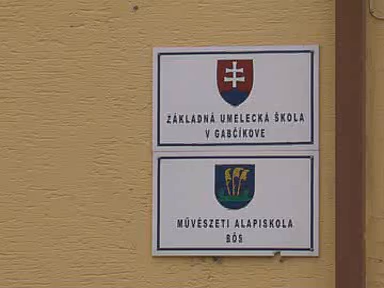 ZÁKLADNÁ UMELECKÁ ŠKOLA
V GABČÍKOVE
MŰVÉSZETI ALAPISKOLA
BŐS